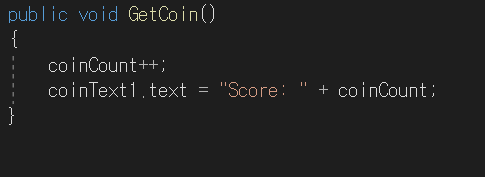 public void GetCoin()
{
coinCount++;
coinText1.text = "Score: " + coinCount;
}